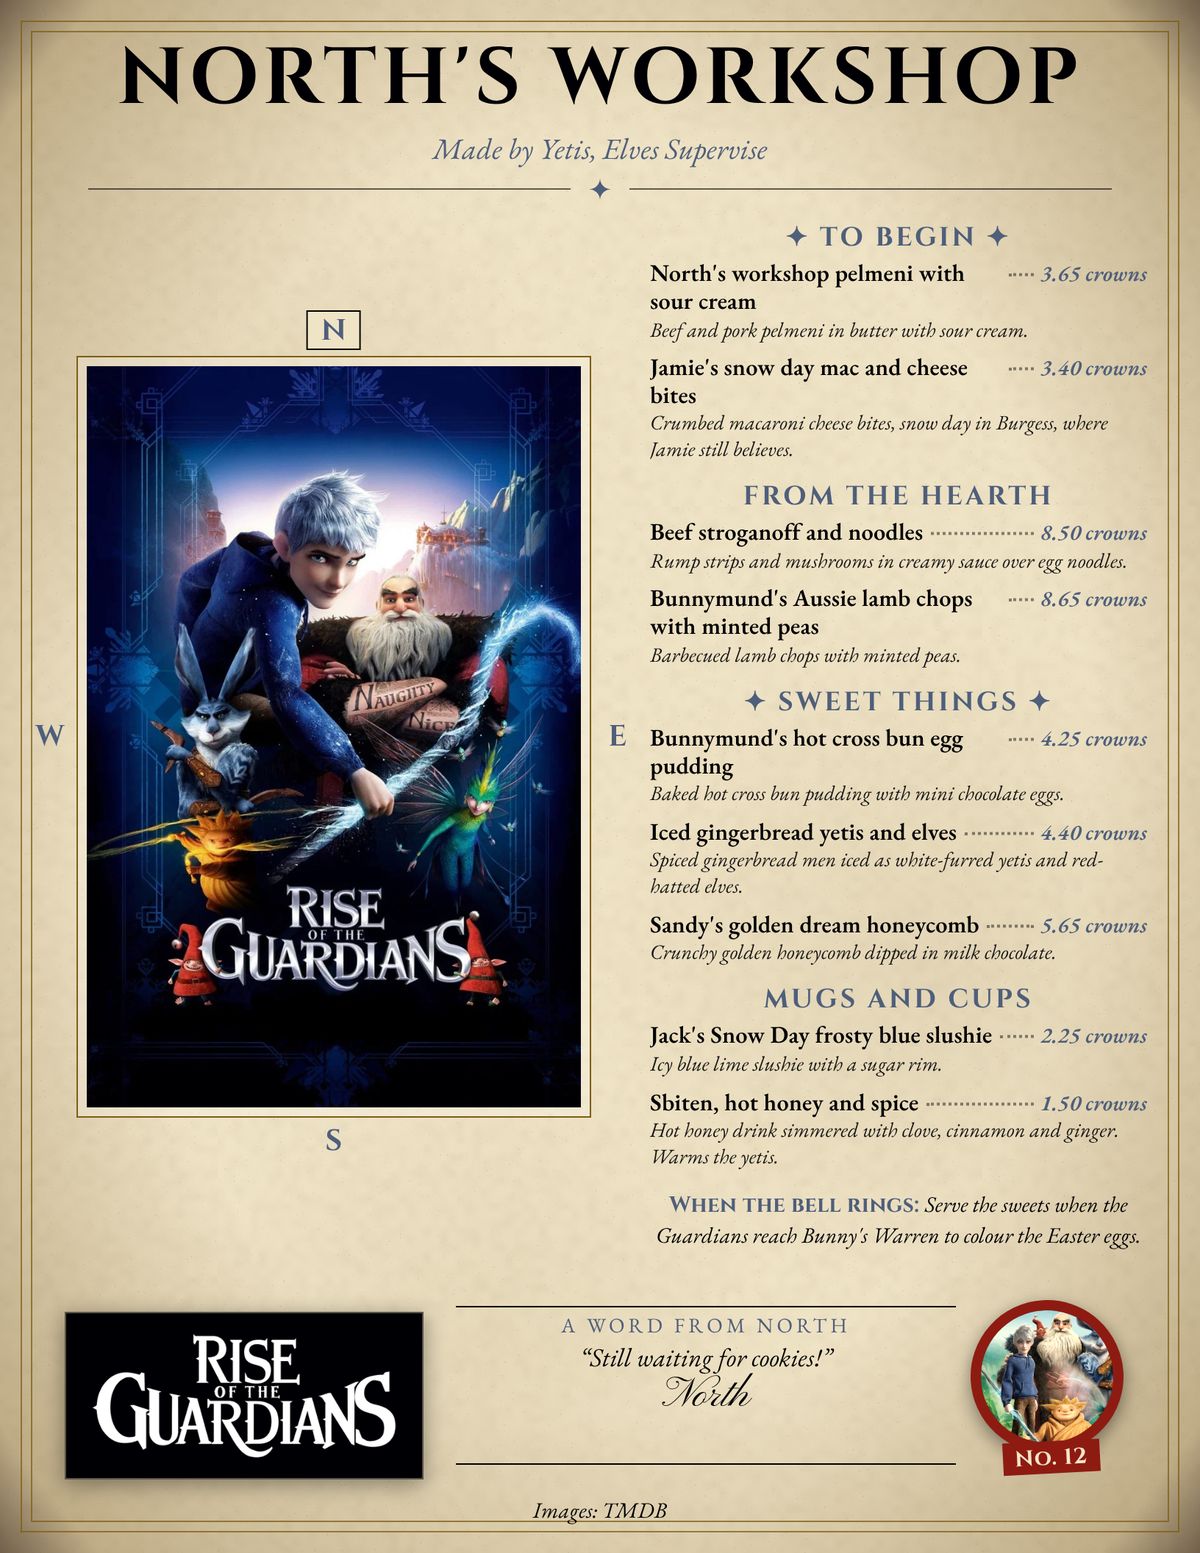 NORTH'S WORKSHOP
Made by Yetis, Elves Supervise
N
W
E
S
NAUGHTY
NICE
RISE
OF THE
GUARDIANS
✦ TO BEGIN ✦
North's workshop pelmeni with ····· 3.65 crowns
sour cream
Beef and pork pelmeni in butter with sour cream.
Jamie's snow day mac and cheese ····· 3.40 crowns
bites
Crumbed macaroni cheese bites, snow day in Burgess, where
Jamie still believes.
FROM THE HEARTH
Beef stroganoff and noodles ····· 8.50 crowns
Rump strips and mushrooms in creamy sauce over egg noodles.
Bunnymund's Aussie lamb chops ····· 8.65 crowns
with minted peas
Barbecued lamb chops with minted peas.
✦ SWEET THINGS ✦
Bunnymund's hot cross bun egg ····· 4.25 crowns
pudding
Baked hot cross bun pudding with mini chocolate eggs.
Iced gingerbread yetis and elves ····· 4.40 crowns
Spiced gingerbread men iced as white-furred yetis and red-
hatted elves.
Sandy's golden dream honeycomb ····· 5.65 crowns
Crunchy golden honeycomb dipped in milk chocolate.
MUGS AND CUPS
Jack's Snow Day frosty blue slushie ····· 2.25 crowns
Icy blue lime slushie with a sugar rim.
Sbiten, hot honey and spice ····· 1.50 crowns
Hot honey drink simmered with clove, cinnamon and ginger.
Warms the yetis.
WHEN THE BELL RINGS: Serve the sweets when the
Guardians reach Bunny's Warren to colour the Easter eggs.
RISE
OF THE
GUARDIANS
A WORD FROM NORTH
“Still waiting for cookies!”
North
NO. 12
Images: TMDB